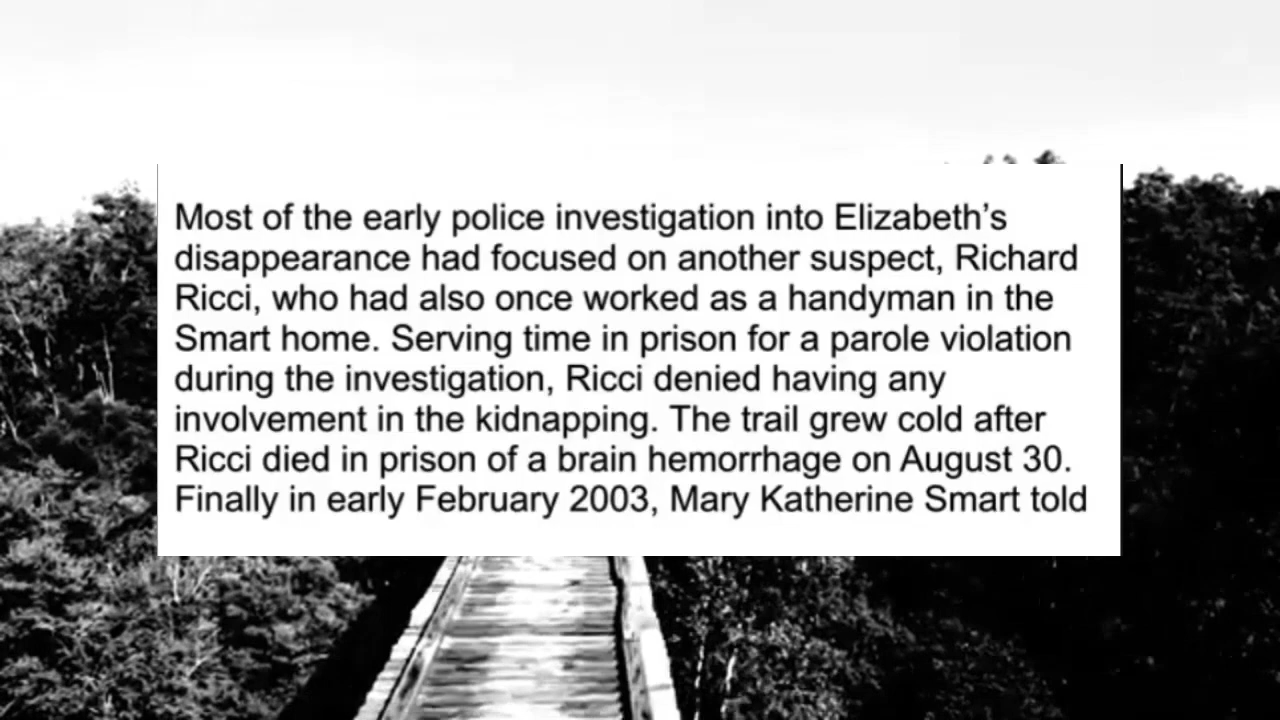 Most of the early police investigation into Elizabeth’s
disappearance had focused on another suspect, Richard
Ricci, who had also once worked as a handyman in the
Smart home. Serving time in prison for a parole violation
during the investigation, Ricci denied having any
involvement in the kidnapping. The trail grew cold after
Ricci died in prison of a brain hemorrhage on August 30.
Finally in early February 2003, Mary Katherine Smart told